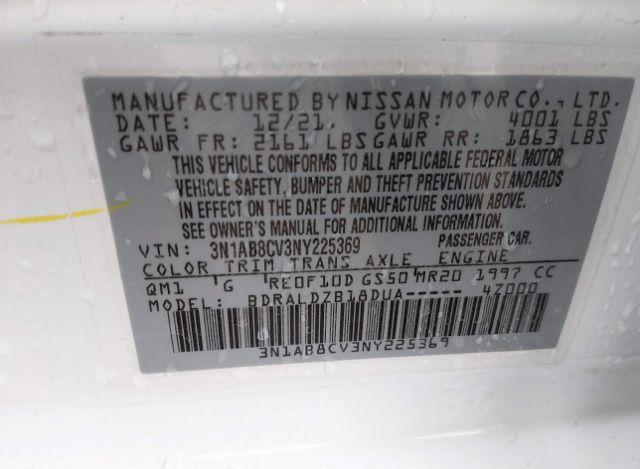 MANUFACTURED BY NISSAN MOTOR CO., LTD.
DATE: 12/21. GVWR: 4001 LBS
GAWR FR: 2161 LBS GAWR RR: 1863 LBS
THIS VEHICLE CONFORMS TO ALL APPLICABLE FEDERAL MOTOR
VEHICLE SAFETY, BUMPER AND THEFT PREVENTION STANDARDS
IN EFFECT ON THE DATE OF MANUFACTURE SHOWN ABOVE.
SEE OWNER'S MANUAL FOR ADDITIONAL INFORMATION.
VIN: 3N1AB8CV3NY225369 PASSENGER CAR.
COLOR TRIM TRANS AXLE ENGINE
QM1 G RE0F10D GS50 MR20 1997 CC
MODEL: BDRALDZB18DUA----- 47000
3N1AB8CV3NY225369